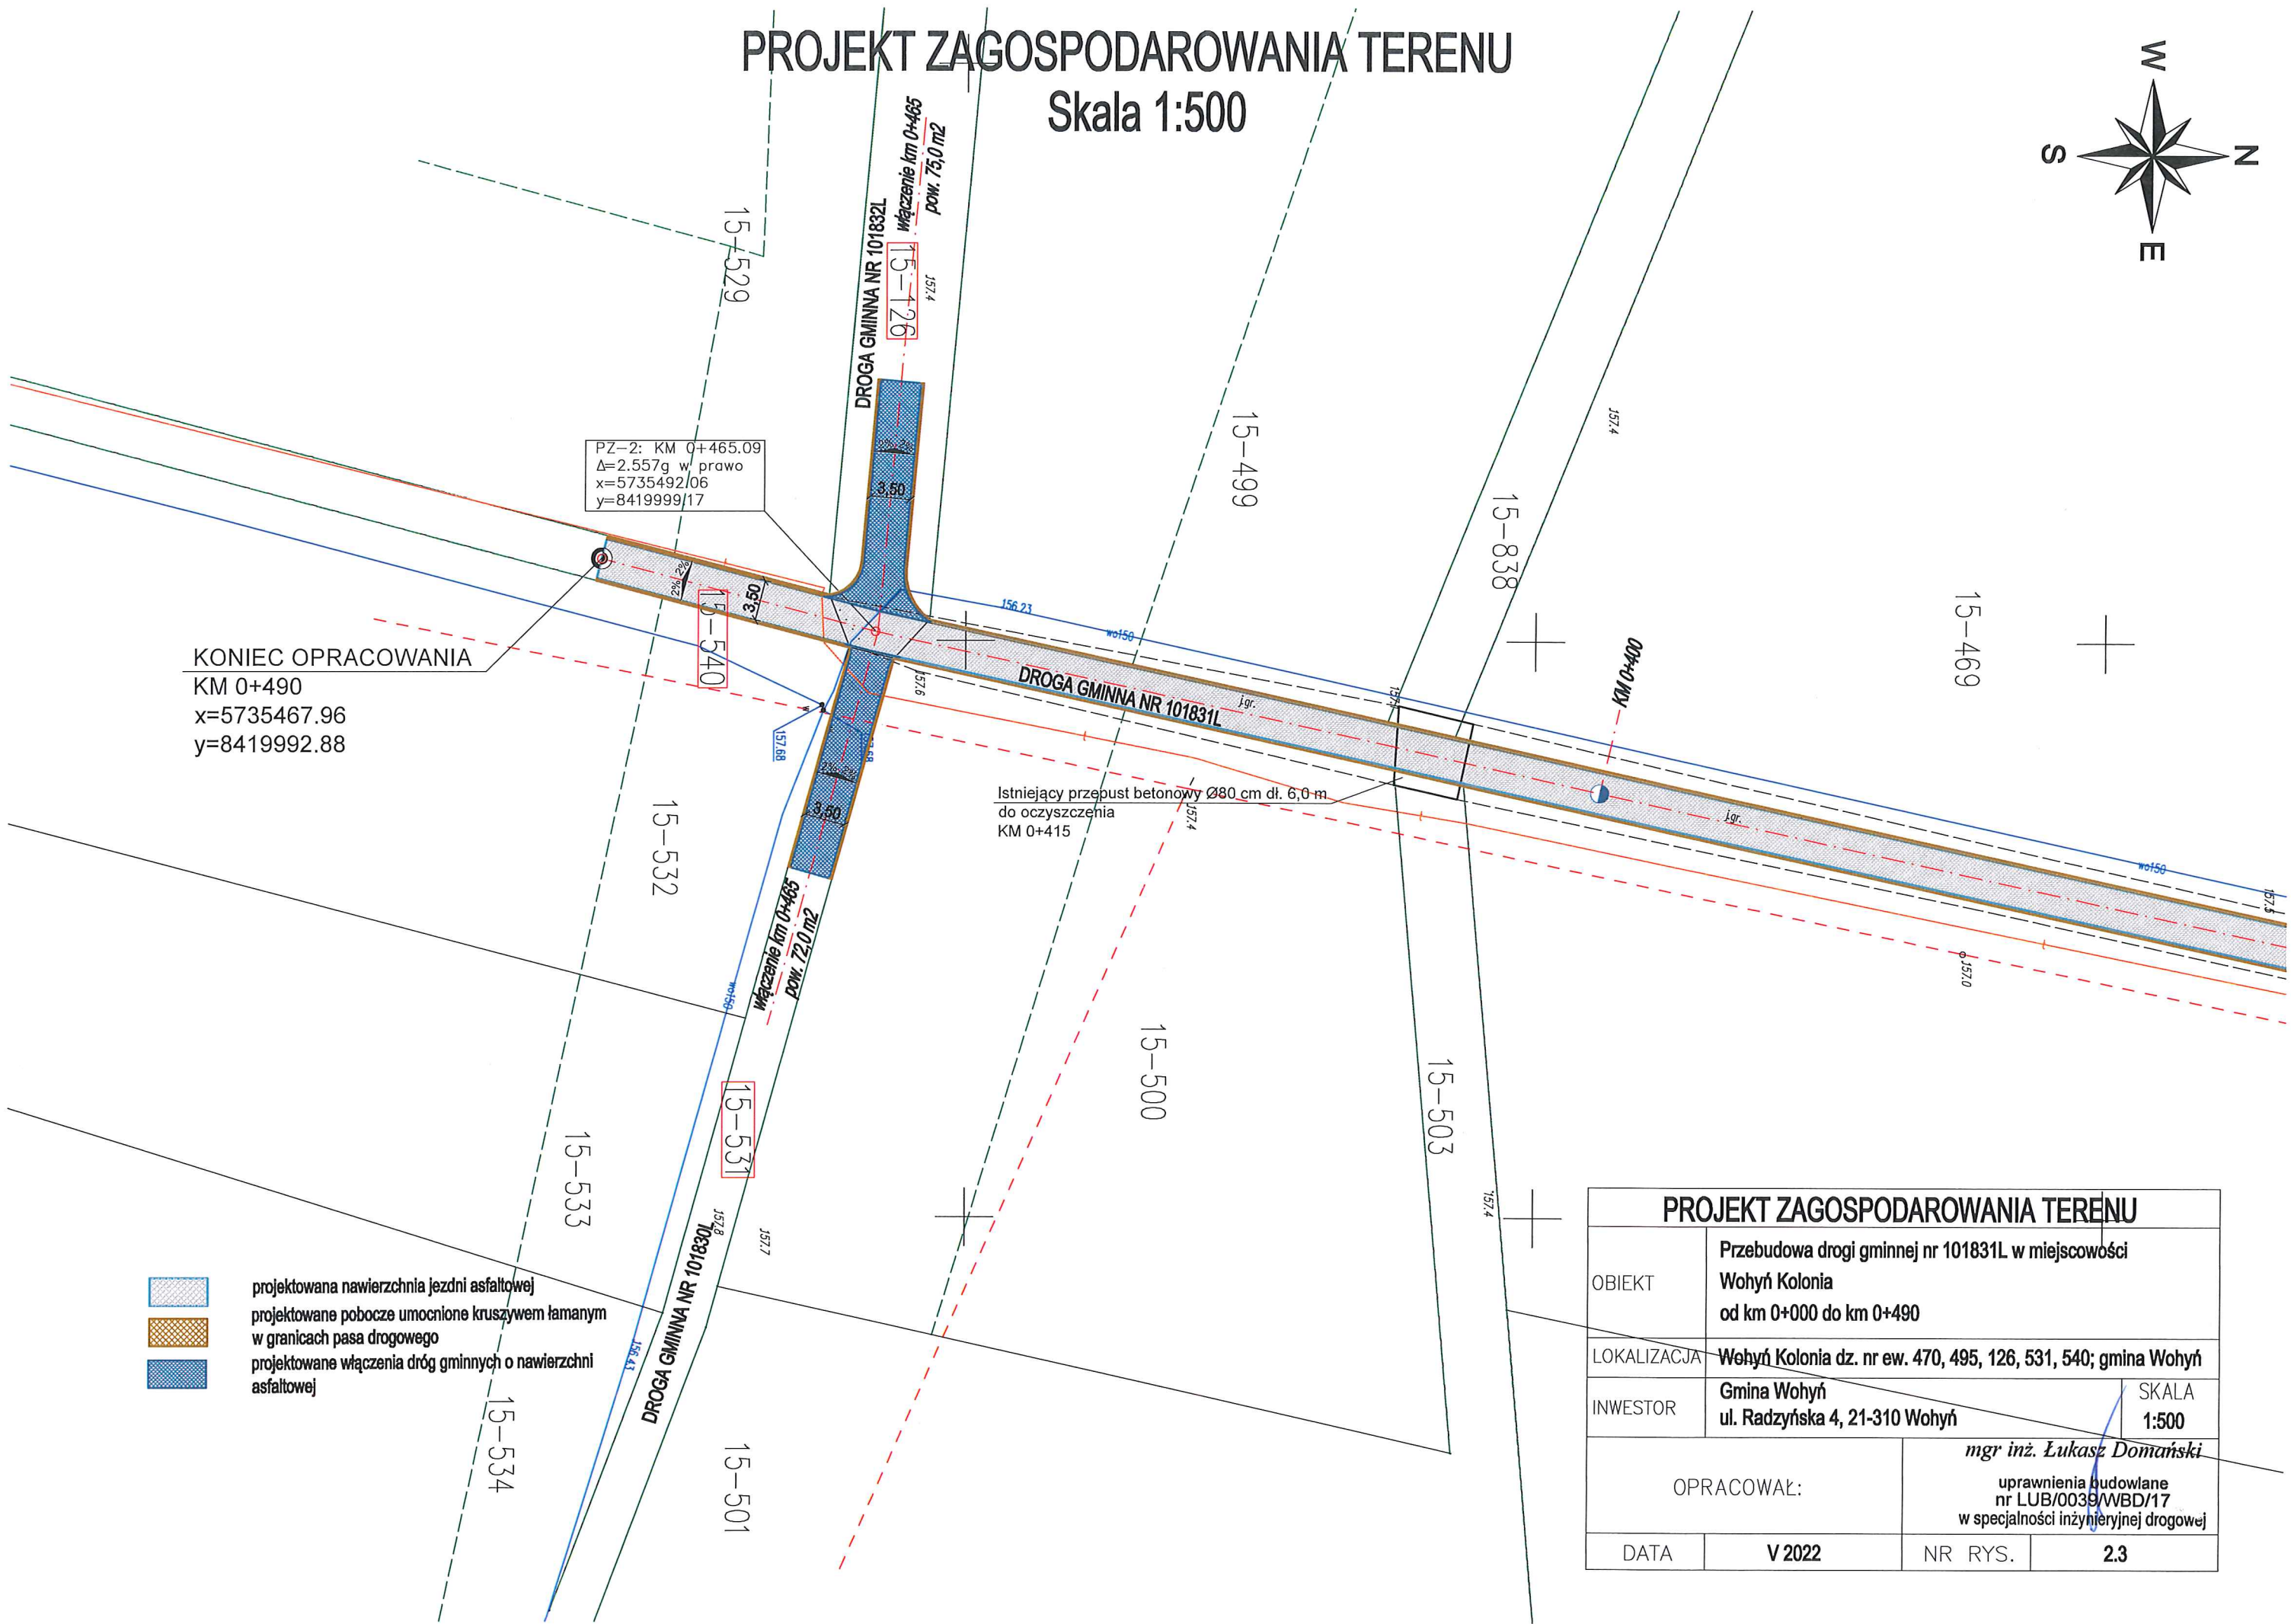 PROJEKT ZAGOSPODAROWANIA TERENU
Skala 1:500
W
N
S
E
włączenie km 0+465
pow. 75,0 m2
DROGA GMINNA NR 101832L
15-126
157.4
15-529
PZ-2: KM 0+465.09
Δ=2.557g w prawo
x=5735492.06
y=8419999.17
3,50
15-499
157.4
15-838
15-469
2% 2%
3,50
15-540
KONIEC OPRACOWANIA
KM 0+490
x=5735467.96
y=8419992.88
156.23
wo150
157.6
DROGA GMINNA NR 101831L
j.gr.
KM 0+400
w
157.68
2% 2%
3,50
Istniejący przepust betonowy Ø80 cm dł. 6,0 m
do oczyszczenia
KM 0+415
157.4
j.gr.
wo150
157.5
157.0
15-532
włączenie km 0+465
pow. 72,0 m2
wo150
15-500
15-503
15-531
15-533
157.8
157.7
157.4
DROGA GMINNA NR 101830L
156.43
15-534
15-501
projektowana nawierzchnia jezdni asfaltowej
projektowane pobocze umocnione kruszywem łamanym
w granicach pasa drogowego
projektowane włączenia dróg gminnych o nawierzchni
asfaltowej
PROJEKT ZAGOSPODAROWANIA TERENU
OBIEKT
Przebudowa drogi gminnej nr 101831L w miejscowości
Wohyń Kolonia
od km 0+000 do km 0+490
LOKALIZACJA
Wohyń Kolonia dz. nr ew. 470, 495, 126, 531, 540; gmina Wohyń
INWESTOR
Gmina Wohyń
ul. Radzyńska 4, 21-310 Wohyń
SKALA
1:500
OPRACOWAŁ:
mgr inż. Łukasz Domański
uprawnienia budowlane
nr LUB/0039/WBD/17
w specjalności inżynieryjnej drogowej
DATA
V 2022
NR RYS.
2.3